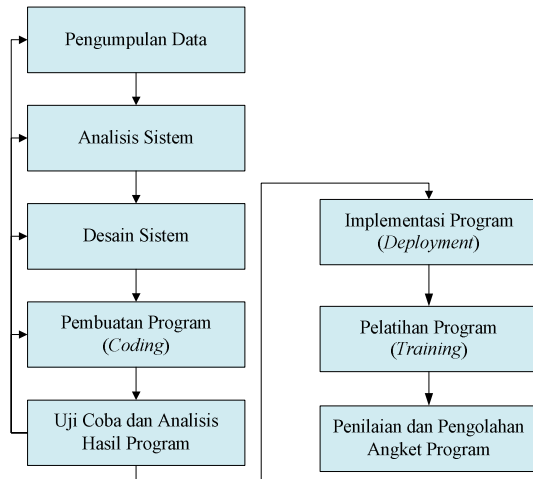 Pengumpulan Data
Analisis Sistem
Desain Sistem
Pembuatan Program
(Coding)
Uji Coba dan Analisis
Hasil Program
Implementasi Program
(Deployment)
Pelatihan Program
(Training)
Penilaian dan Pengolahan
Angket Program